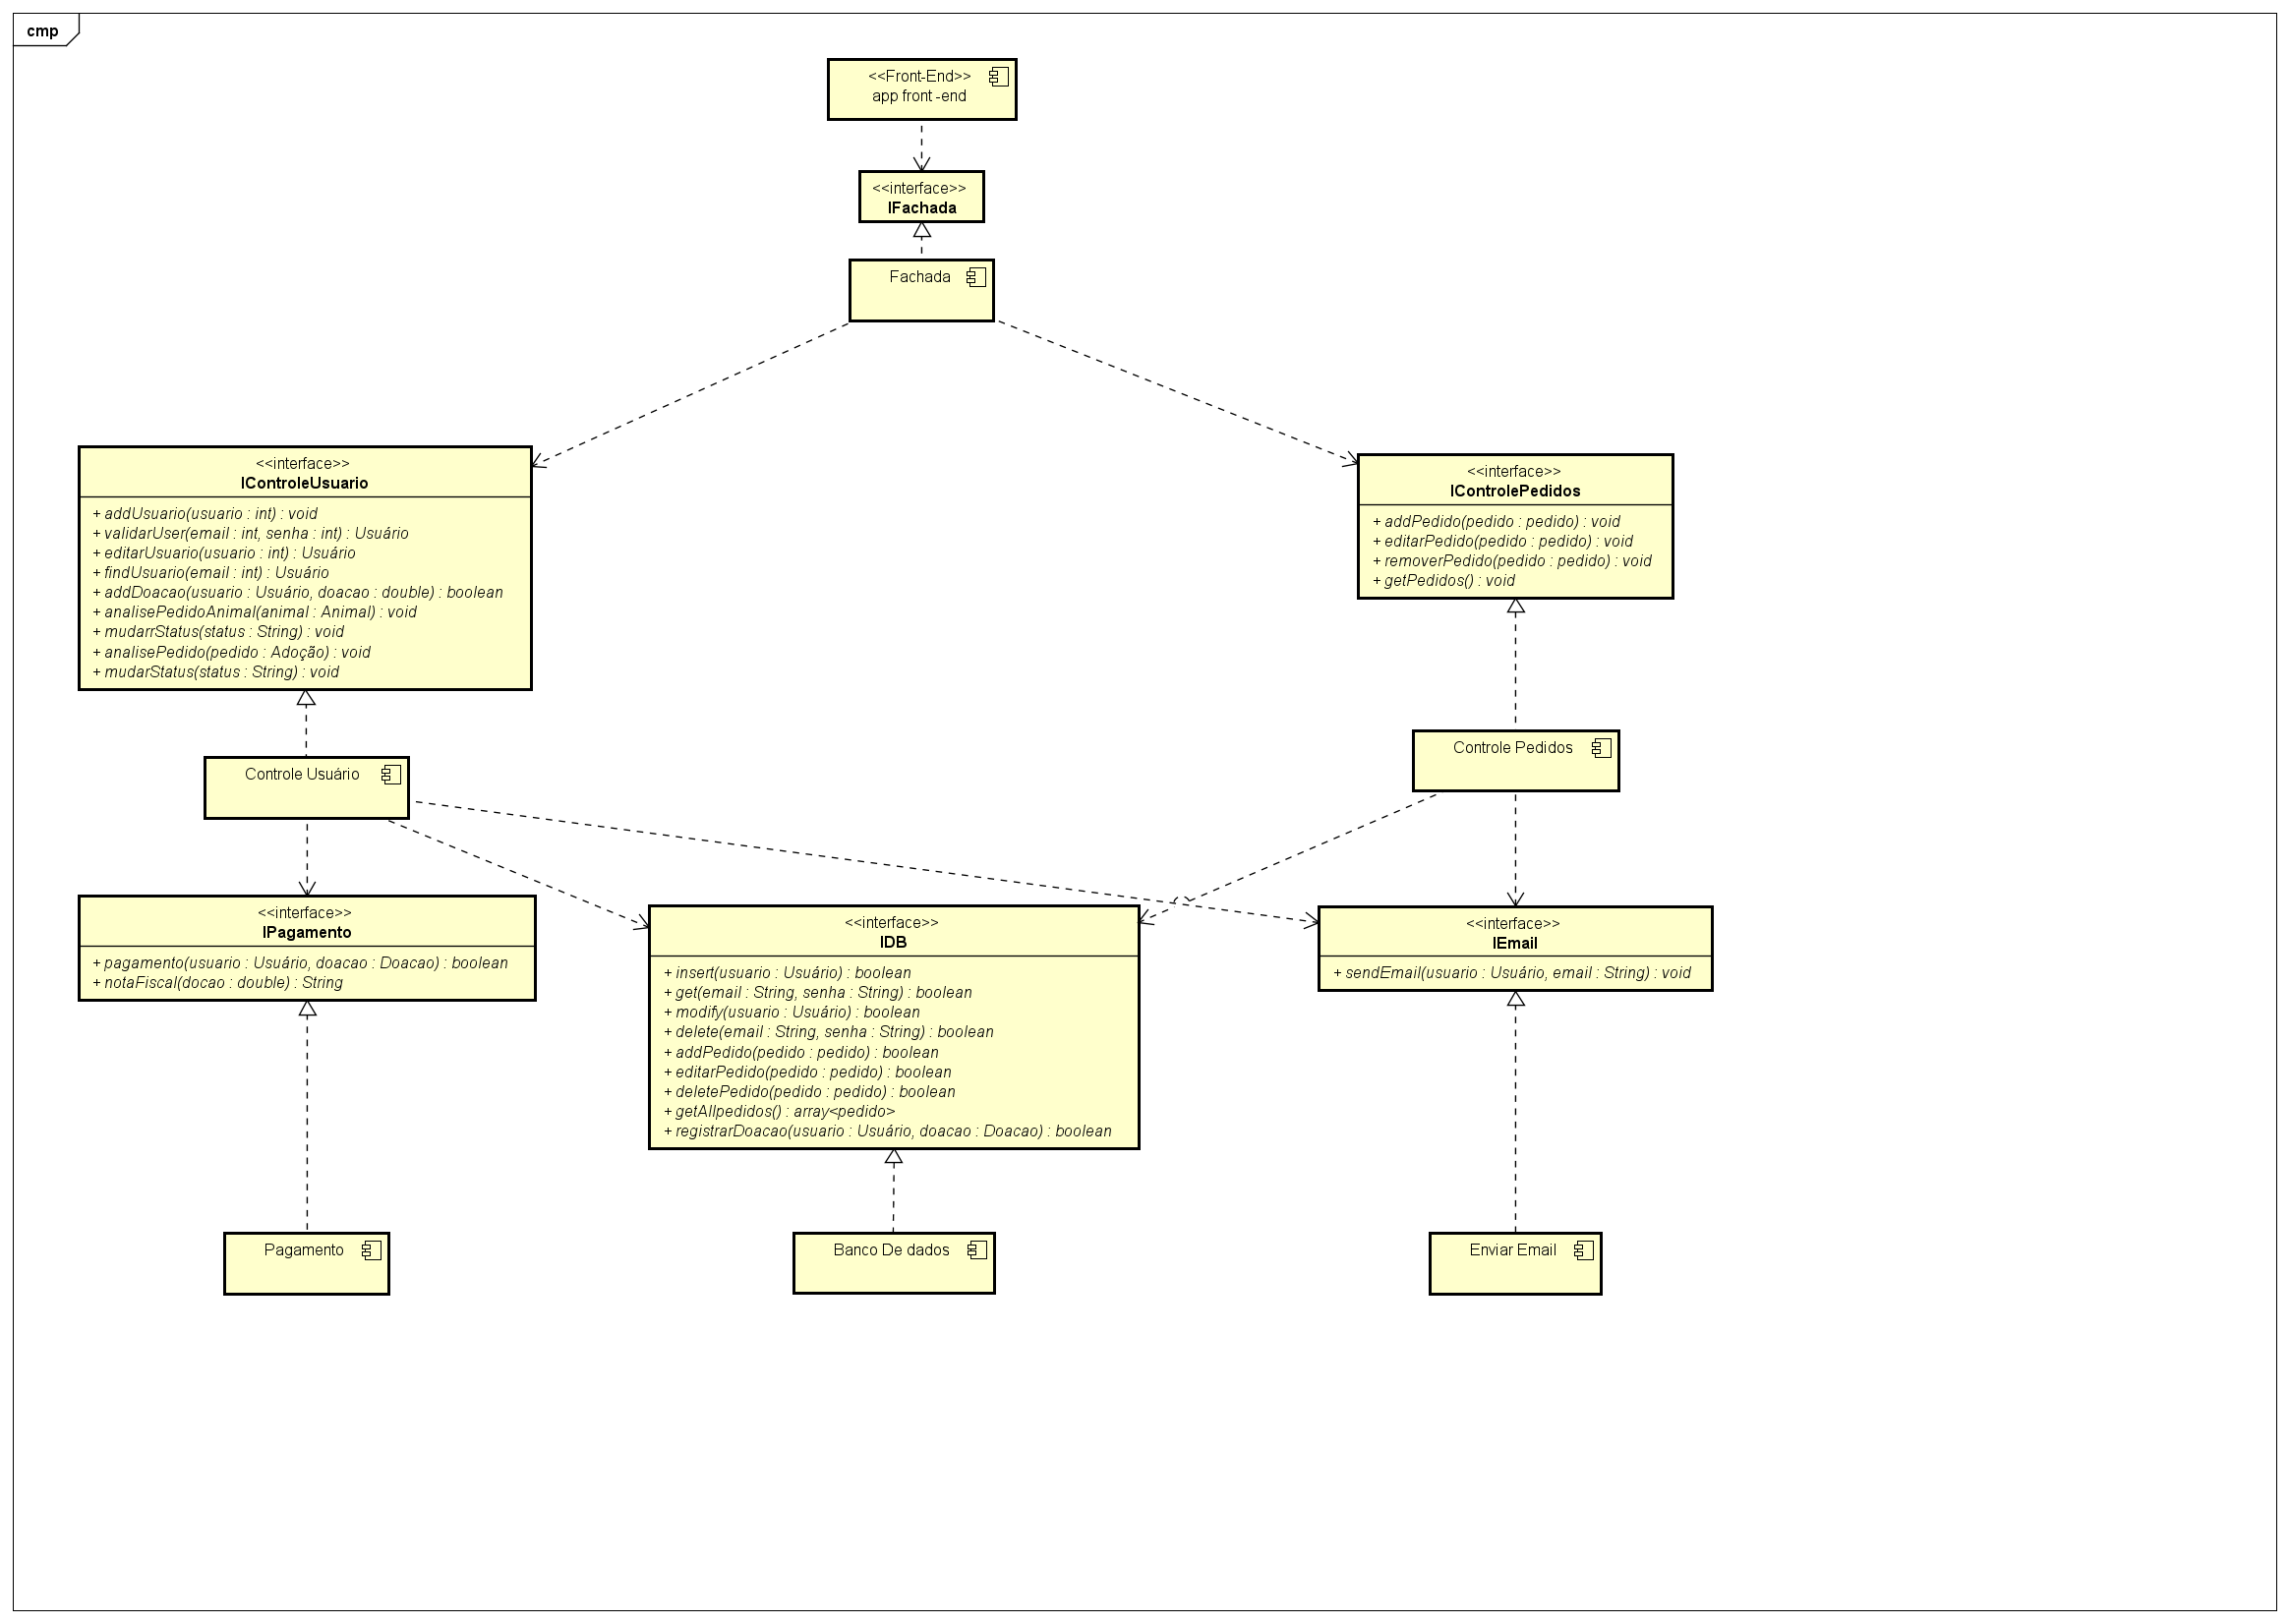 cmp
<<Front-End>>
app front -end
<<interface>>
IFachada
Fachada
<<interface>>
IControleUsuario
+ addUsuario(usuario : int) : void
+ validarUser(email : int, senha : int) : Usuário
+ editarUsuario(usuario : int) : Usuário
+ findUsuario(email : int) : Usuário
+ addDoacao(usuario : Usuário, doacao : double) : boolean
+ analisePedidoAnimal(animal : Animal) : void
+ mudarrStatus(status : String) : void
+ analisePedido(pedido : Adoção) : void
+ mudarStatus(status : String) : void
<<interface>>
IControlePedidos
+ addPedido(pedido : pedido) : void
+ editarPedido(pedido : pedido) : void
+ removerPedido(pedido : pedido) : void
+ getPedidos() : void
Controle Usuário
Controle Pedidos
<<interface>>
IPagamento
+ pagamento(usuario : Usuário, doacao : Doacao) : boolean
+ notaFiscal(docao : double) : String
<<interface>>
IDB
+ insert(usuario : Usuário) : boolean
+ get(email : String, senha : String) : boolean
+ modify(usuario : Usuário) : boolean
+ delete(email : String, senha : String) : boolean
+ addPedido(pedido : pedido) : boolean
+ editarPedido(pedido : pedido) : boolean
+ deletePedido(pedido : pedido) : boolean
+ getAllpedidos() : array<pedido>
+ registrarDoacao(usuario : Usuário, doacao : Doacao) : boolean
<<interface>>
IEmail
+ sendEmail(usuario : Usuário, email : String) : void
Pagamento
Banco De dados
Enviar Email